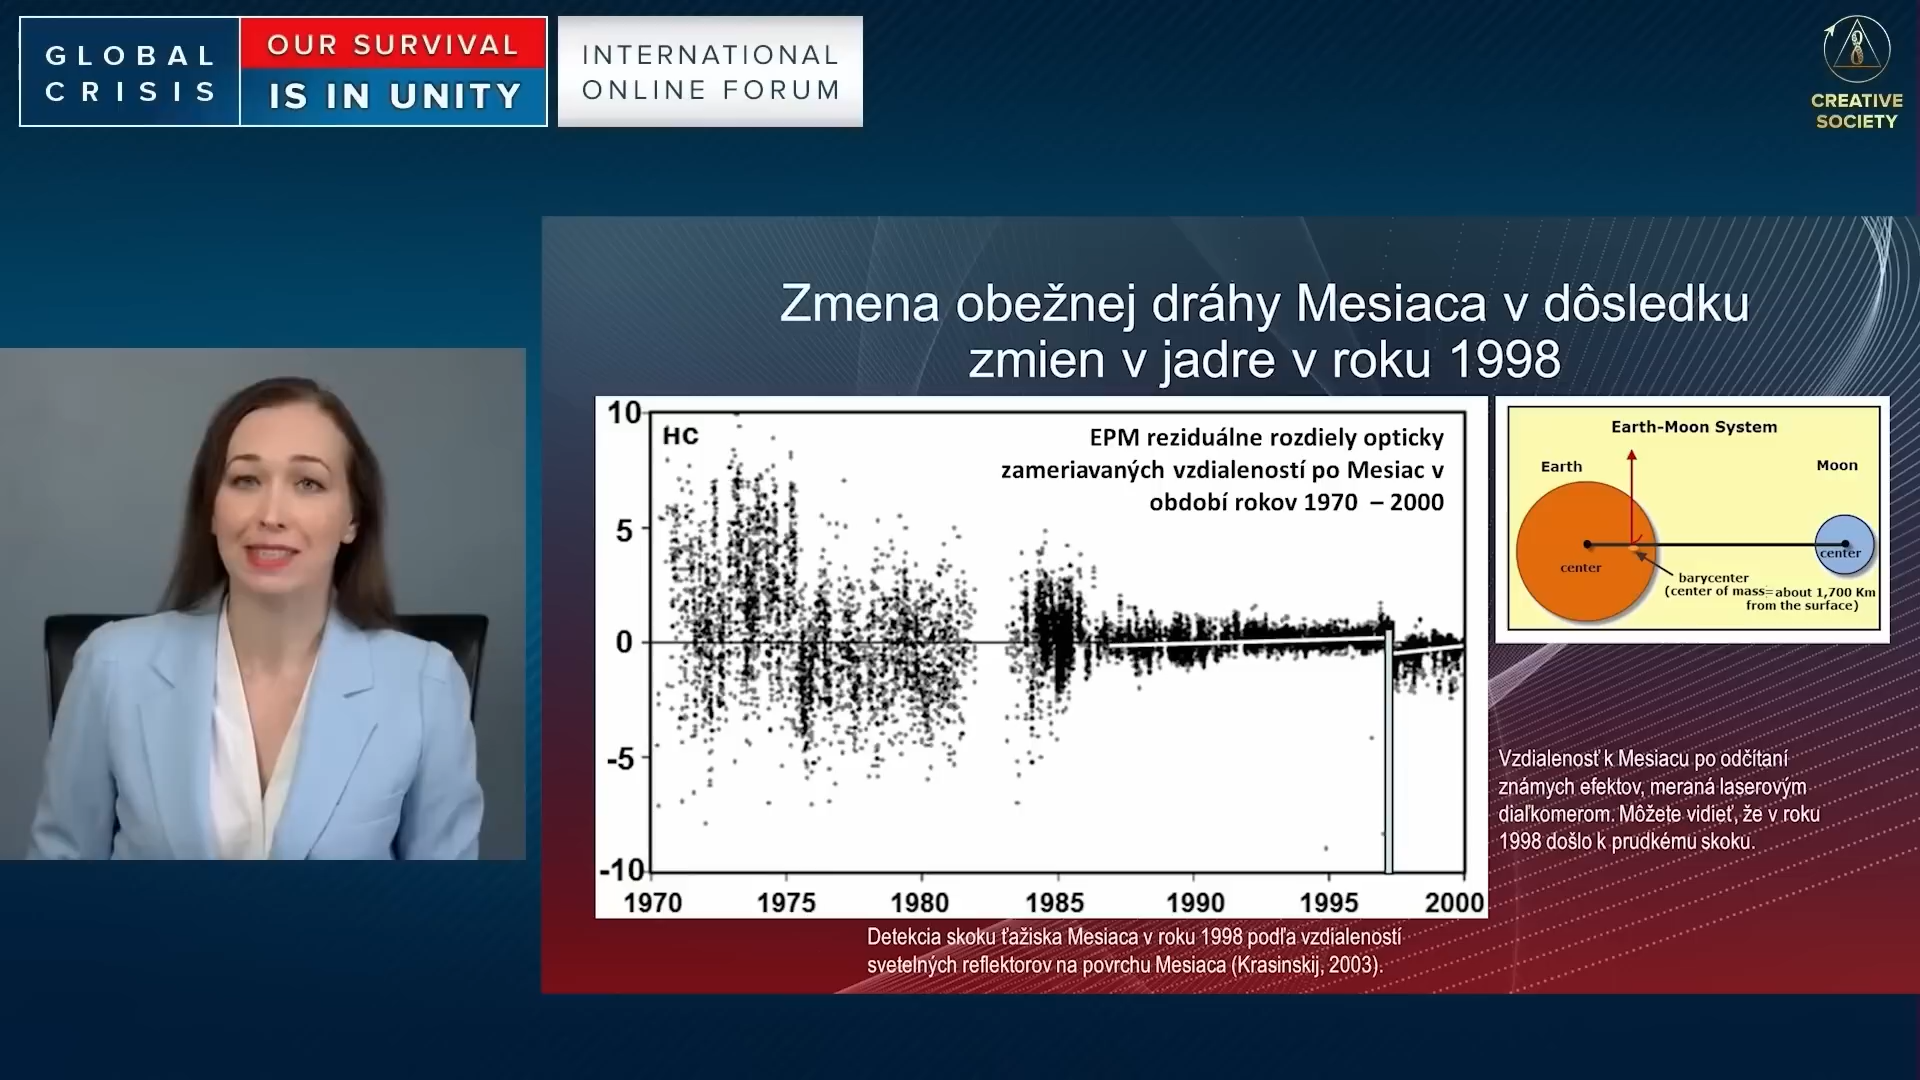 GLOBAL
CRISIS
OUR SURVIVAL
IS IN UNITY
INTERNATIONAL
ONLINE FORUM
CREATIVE
SOCIETY
Zmena obežnej dráhy Mesiaca v dôsledku
zmien v jadre v roku 1998
10
5
0
-5
-10
HC
EPM reziduálne rozdiely opticky
zameriavaných vzdialeností po Mesiac v
období rokov 1970 – 2000
1970
1975
1980
1985
1990
1995
2000
Earth-Moon System
Earth
Moon
center
center
barycenter
(center of mass=about 1,700 Km
from the surface)
Vzdialenosť k Mesiacu po odčítaní
známych efektov, meraná laserovým
diaľkomerom. Môžete vidieť, že v roku
1998 došlo k prudkému skoku.
Detekcia skoku ťažiska Mesiaca v roku 1998 podľa vzdialeností
svetelných reflektorov na povrchu Mesiaca (Krasinskij, 2003).